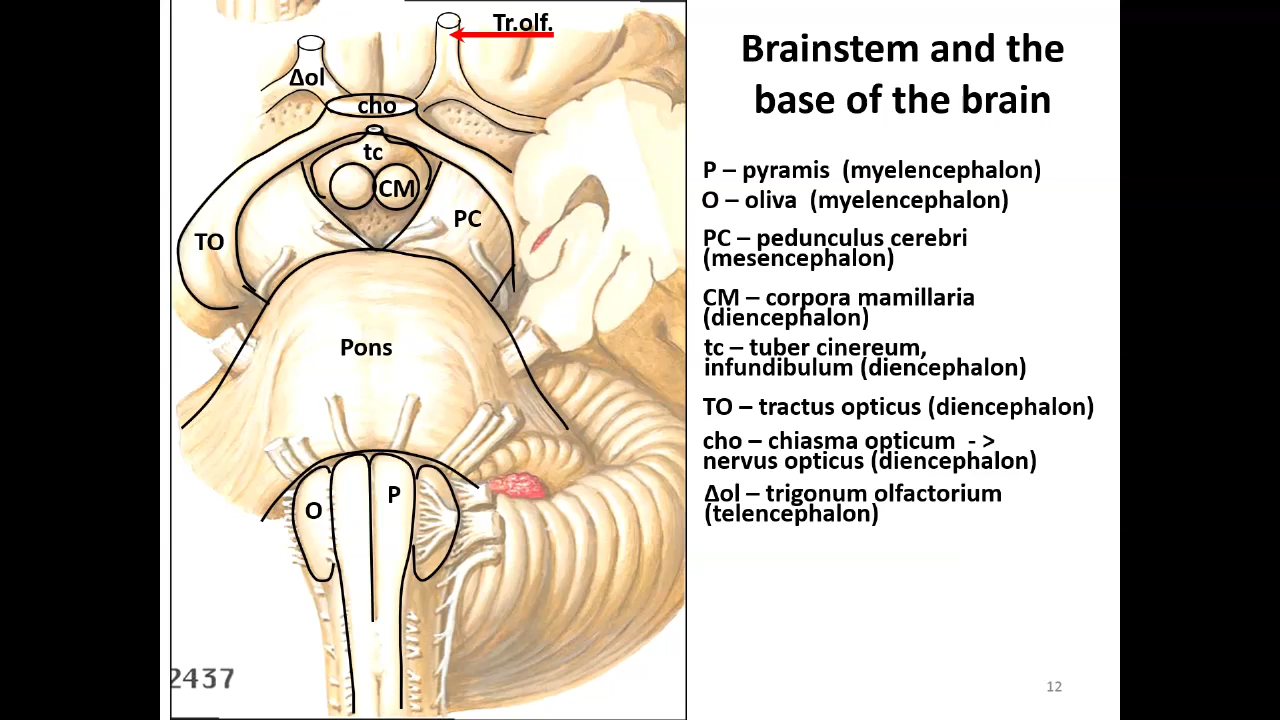 Tr.olf.
Δol
cho
tc
CM
PC
TO
Pons
P
O
2437
Brainstem and the
base of the brain
P – pyramis (myelencephalon)
O – oliva (myelencephalon)
PC – pedunculus cerebri
(mesencephalon)
CM – corpora mamillaria
(diencephalon)
tc – tuber cinereum,
infundibulum (diencephalon)
TO – tractus opticus (diencephalon)
cho – chiasma opticum - >
nervus opticus (diencephalon)
Δol – trigonum olfactorium
(telencephalon)
12